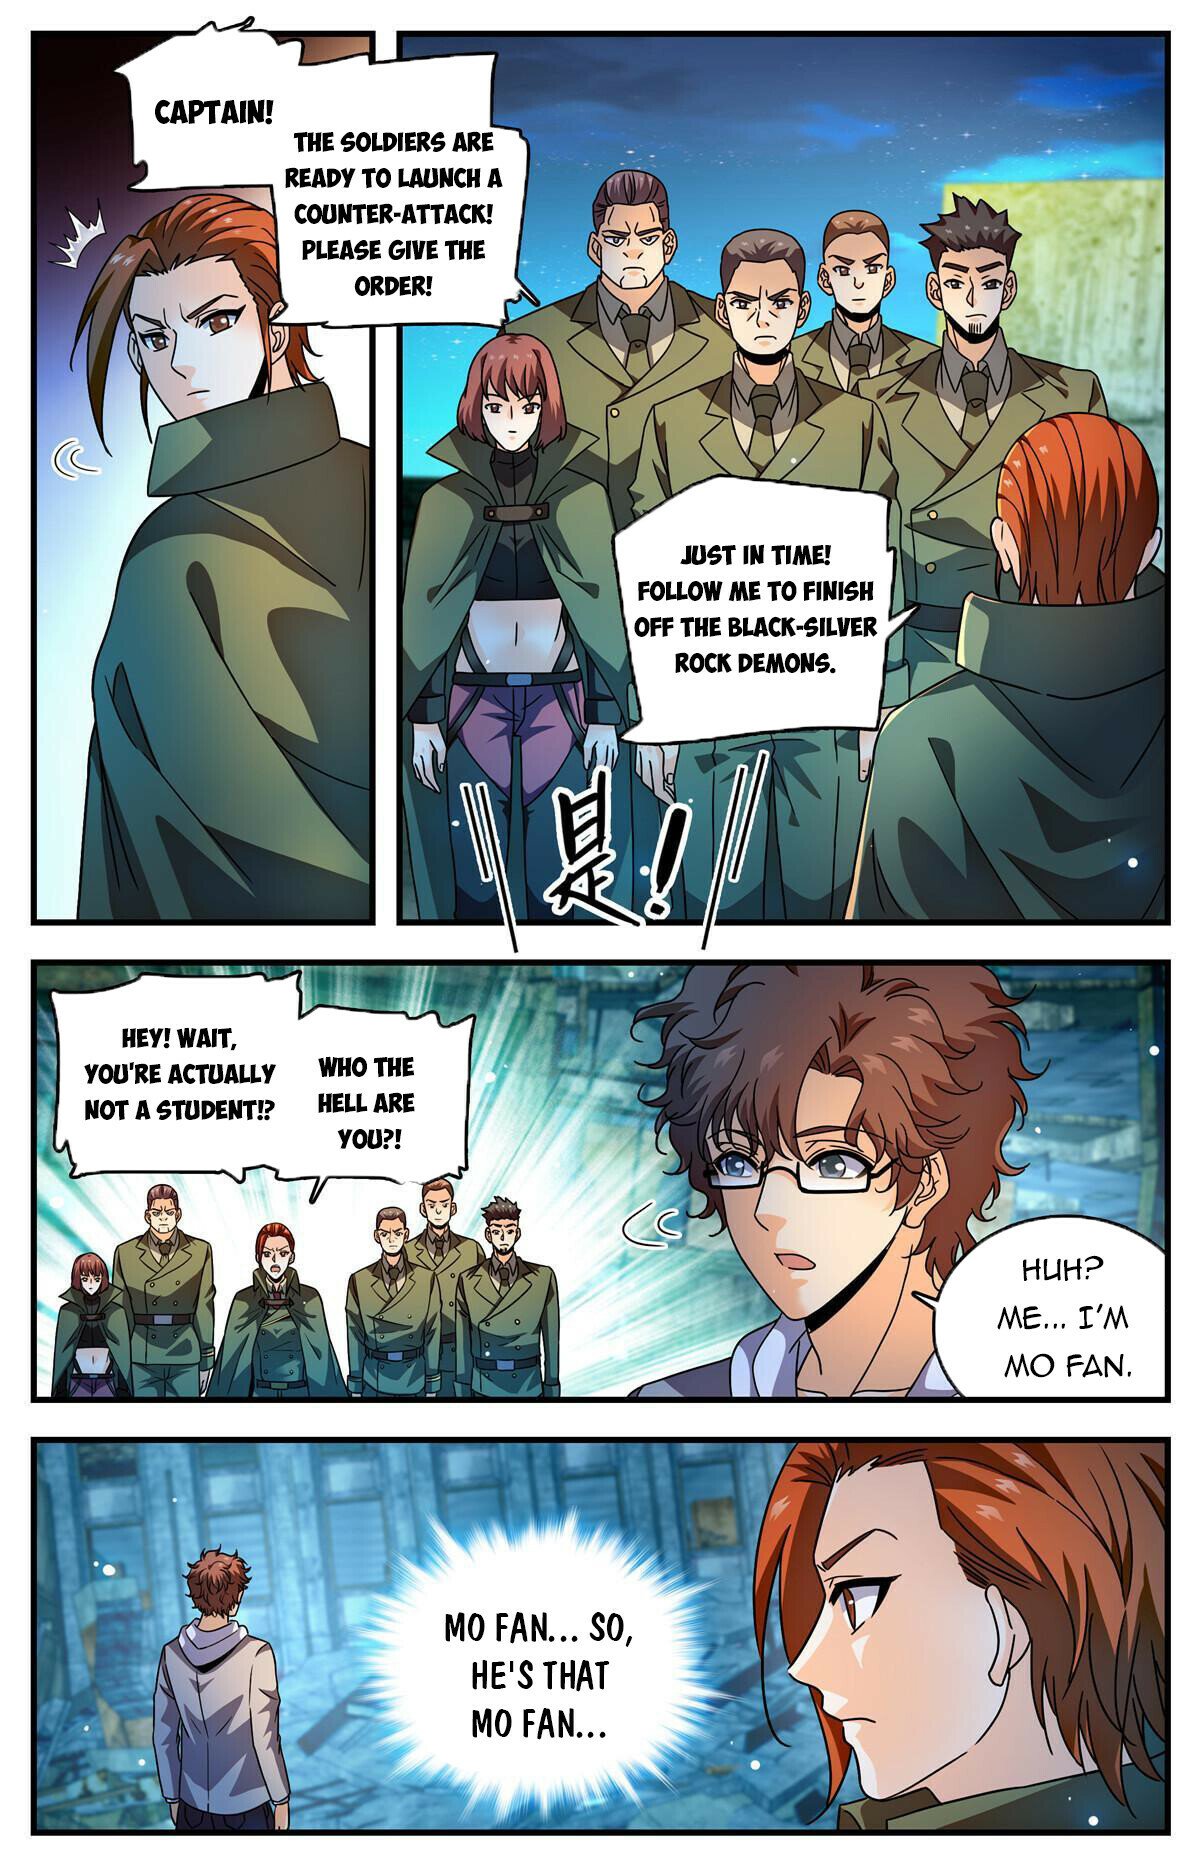 CAPTAIN!
THE SOLDIERS ARE
READY TO LAUNCH A
COUNTER-ATTACK!
PLEASE GIVE THE
ORDER!
JUST IN TIME!
FOLLOW ME TO FINISH
OFF THE BLACK-SILVER
ROCK DEMONS.
是!
HEY! WAIT,
YOU'RE ACTUALLY
NOT A STUDENT!?
WHO THE
HELL ARE
YOU?!
HUH?
ME... I'M
MO FAN.
MO FAN... SO,
HE'S THAT
MO FAN...